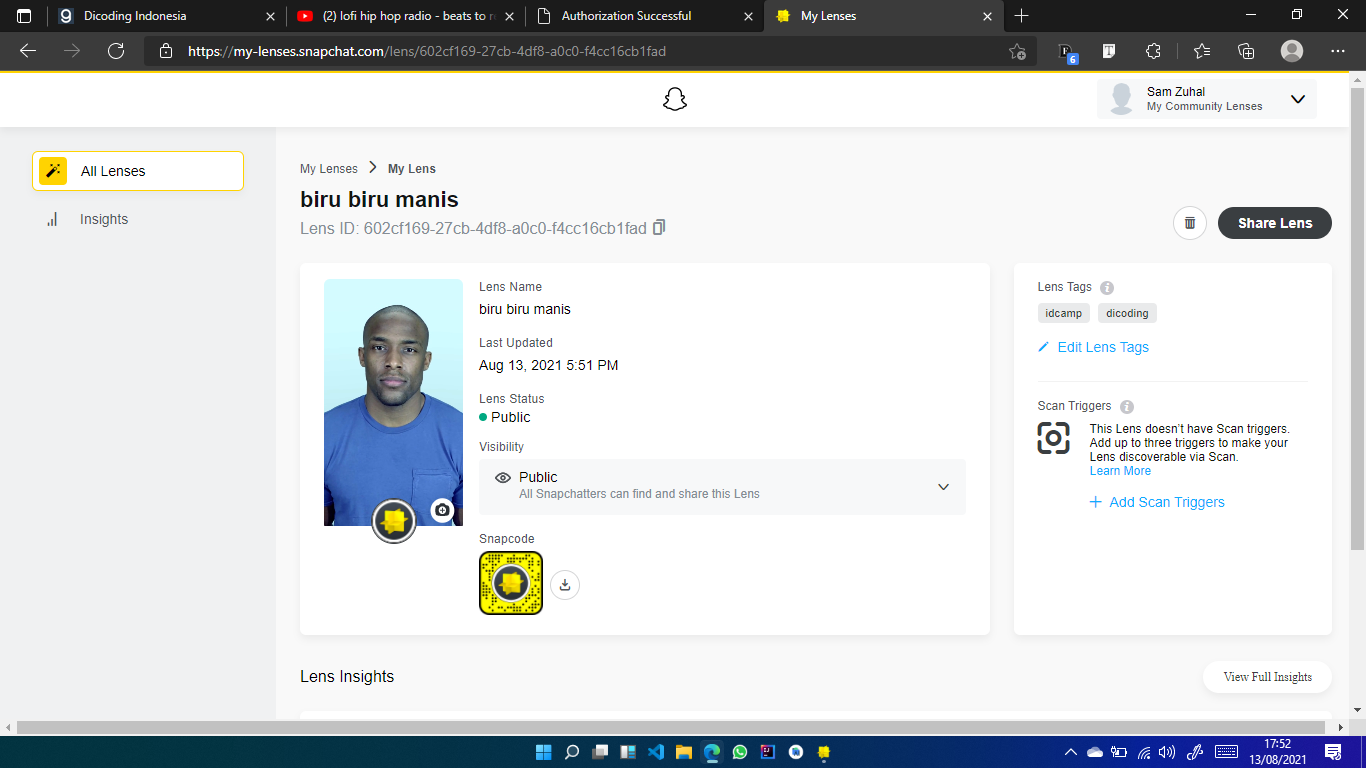 Dicoding Indonesia
(2) lofi hip hop radio - beats to r
Authorization Successful
My Lenses
https://my-lenses.snapchat.com/lens/602cf169-27cb-4df8-a0c0-f4cc16cb1fad
6
Sam Zuhal
My Community Lenses
All Lenses
Insights
My Lenses
My Lens
biru biru manis
Lens ID: 602cf169-27cb-4df8-a0c0-f4cc16cb1fad
Share Lens
Lens Name
biru biru manis
Last Updated
Aug 13, 2021 5:51 PM
Lens Status
Public
Visibility
Public
All Snapchatters can find and share this Lens
Snapcode
Lens Tags
idcamp dicoding
Edit Lens Tags
Scan Triggers
This Lens doesn't have Scan triggers.
Add up to three triggers to make your
Lens discoverable via Scan.
Learn More
Add Scan Triggers
Lens Insights
View Full Insights
17:52
13/08/2021